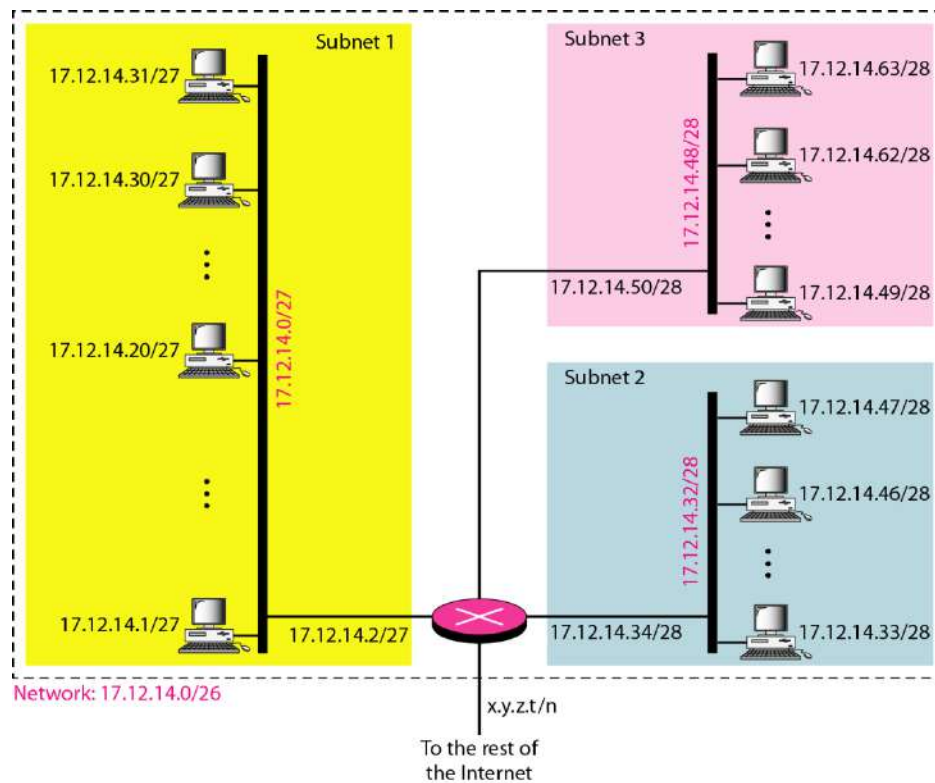 Subnet 1
17.12.14.31/27
17.12.14.30/27
17.12.14.20/27
17.12.14.1/27
17.12.14.0/27
17.12.14.2/27
Subnet 3
17.12.14.63/28
17.12.14.62/28
17.12.14.49/28
17.12.14.48/28
17.12.14.50/28
Subnet 2
17.12.14.47/28
17.12.14.46/28
17.12.14.33/28
17.12.14.32/28
17.12.14.34/28
Network: 17.12.14.0/26
x.y.z.t/n
To the rest of
the Internet